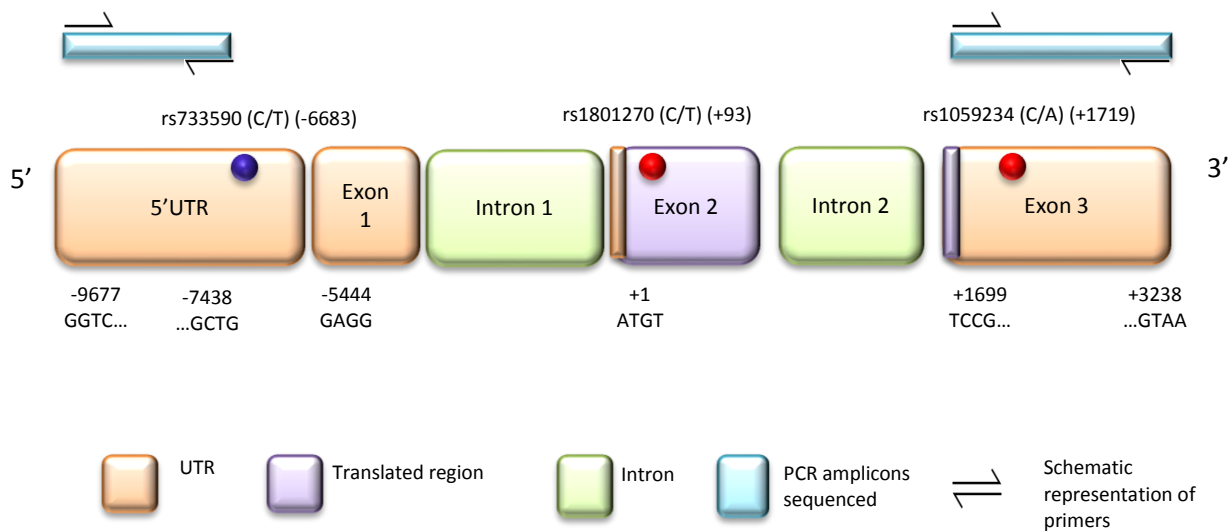 rs733590 (C/T) (-6683)
rs1801270 (C/T) (+93)
rs1059234 (C/A) (+1719)
5’
3’
5’UTR
Exon
1
Intron 1
Exon 2
Intron 2
Exon 3
-9677
GGTC…
-7438
…GCTG
-5444
GAGG
+1
ATGT
+1699
TCCG…
+3238
…GTAA
UTR
Translated region
Intron
PCR amplicons
sequenced
Schematic
representation of
primers